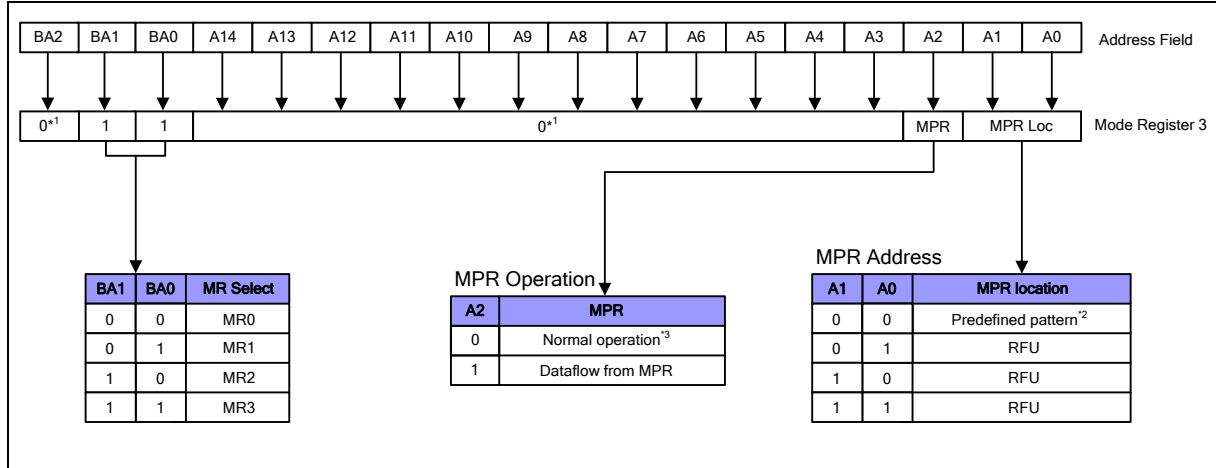 BA2 BA1 BA0 A14 A13 A12 A11 A10 A9 A8 A7 A6 A5 A4 A3 A2 A1 A0 Address Field
0*1 1 1 0*1 MPR MPR Loc Mode Register 3
MPR Operation
MPR Address
BA1 BA0 MR Select
0 0 MR0
0 1 MR1
1 0 MR2
1 1 MR3
A2 MPR
0 Normal operation*3
1 Dataflow from MPR
A1 A0 MPR location
0 0 Predefined pattern*2
0 1 RFU
1 0 RFU
1 1 RFU